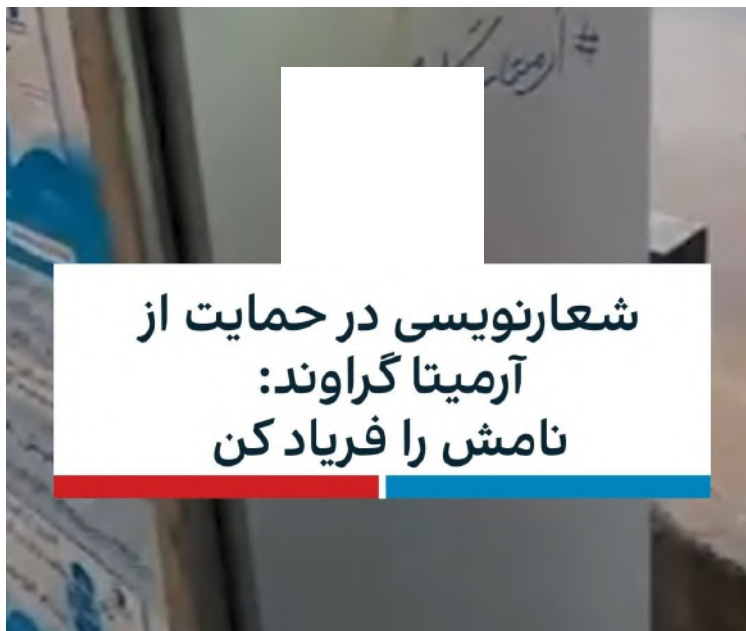 شعارنویسی در حمایت از
آرمیتا گراوند:
نامش را فریاد کن